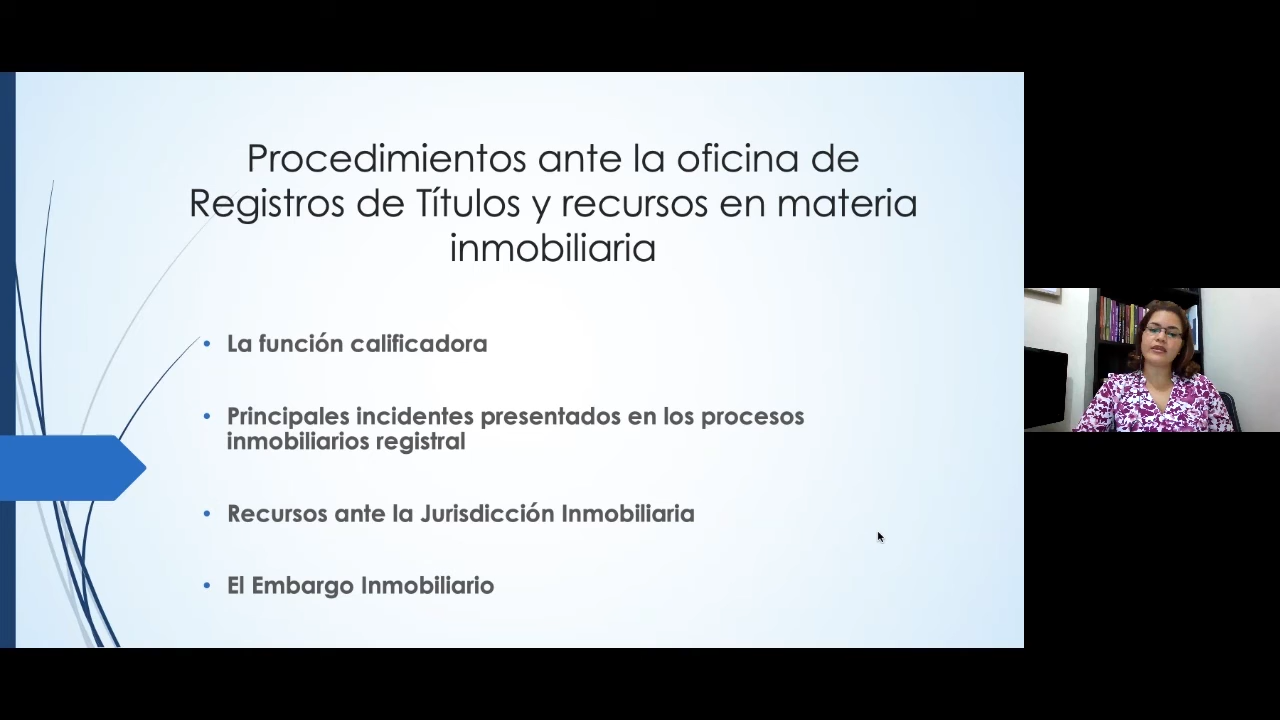 Procedimientos ante la oficina de
Registros de Títulos y recursos en materia
inmobiliaria
• La función calificadora
• Principales incidentes presentados en los procesos
inmobiliarios registral
• Recursos ante la Jurisdicción Inmobiliaria
• El Embargo Inmobiliario